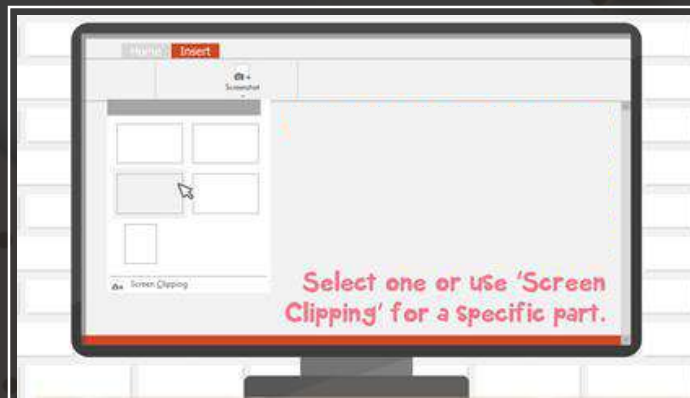 Home Insert
Screenshot
Screen Clipping
Select one or use 'Screen
Clipping' for a specific part.